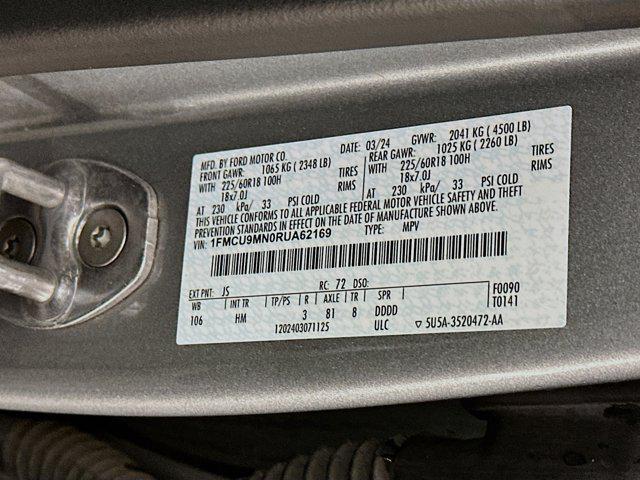 MFD. BY FORD MOTOR CO. DATE: 03/24 GVWR: 2041 KG ( 4500 LB)
FRONT GAWR: 1065 KG ( 2348 LB) REAR GAWR: 1025 KG ( 2260 LB)
WITH 225/60R18 100H TIRES WITH 225/60R18 100H TIRES
18x7.0J RIMS 18x7.0J RIMS
AT 230 kPa/ 33 PSI COLD AT 230 kPa/ 33 PSI COLD
THIS VEHICLE CONFORMS TO ALL APPLICABLE FEDERAL MOTOR VEHICLE SAFETY AND THEFT
PREVENTION STANDARDS IN EFFECT ON THE DATE OF MANUFACTURE SHOWN ABOVE.
VIN: 1FMCU9MN0RUA62169 TYPE: MPV
EXT PNT: JS RC: 72 DSO: F0090
WB INT TR TP/PS R AXLE TR SPR T0141
106 HM 3 81 8 DDDD
1202403071125 ULC ▽ 5U5A-3520472-AA